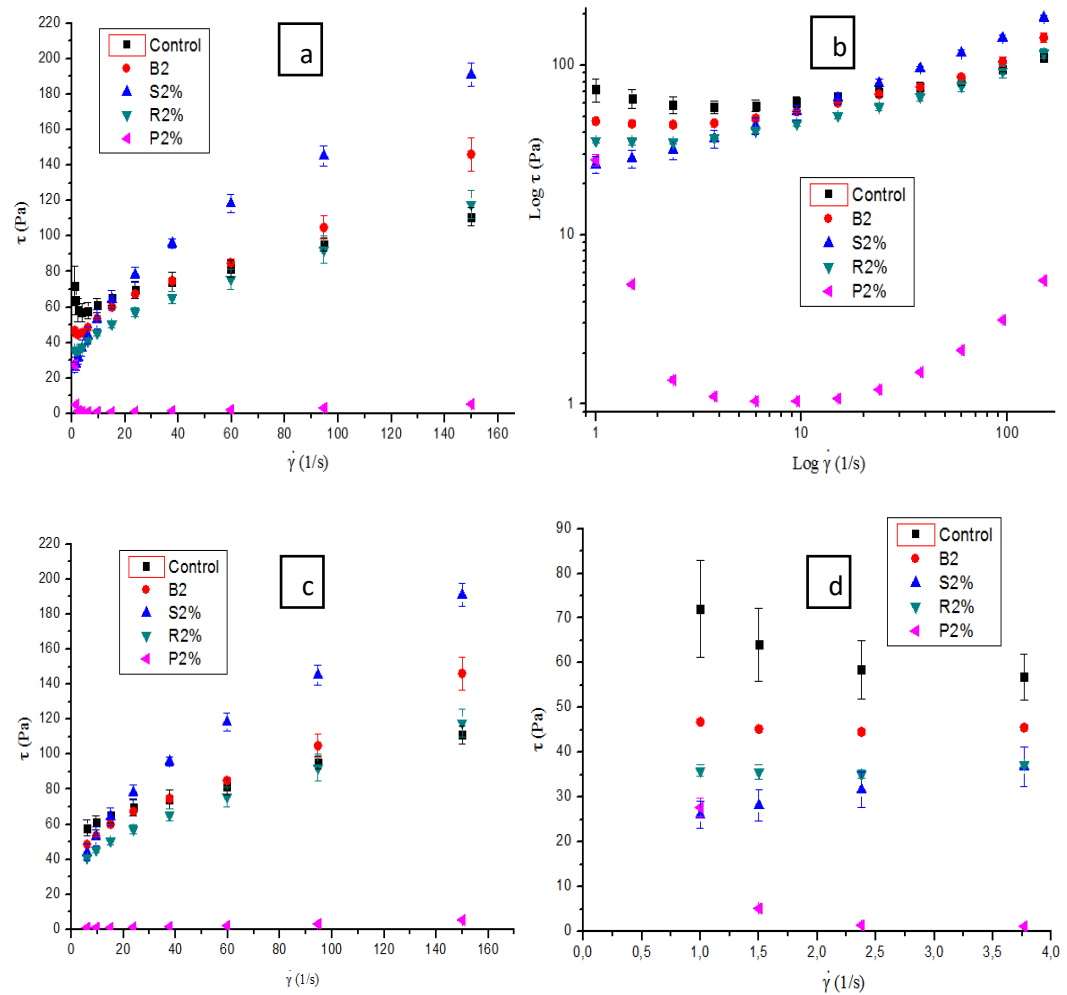 a
Control
B2
S2%
R2%
P2%
220
200
180
160
140
120
100
80
60
40
20
0
τ (Pa)
0 20 40 60 80 100 120 140 160
γ̇ (1/s)
b
100
10
1
Log τ (Pa)
Control
B2
S2%
R2%
P2%
1 10 100
Log γ̇ (1/s)
c
Control
B2
S2%
R2%
P2%
220
200
180
160
140
120
100
80
60
40
20
0
τ (Pa)
0 20 40 60 80 100 120 140 160
γ̇ (1/s)
d
Control
B2
S2%
R2%
P2%
90
80
70
60
50
40
30
20
10
0
τ (Pa)
0,0 0,5 1,0 1,5 2,0 2,5 3,0 3,5 4,0
γ̇ (1/s)